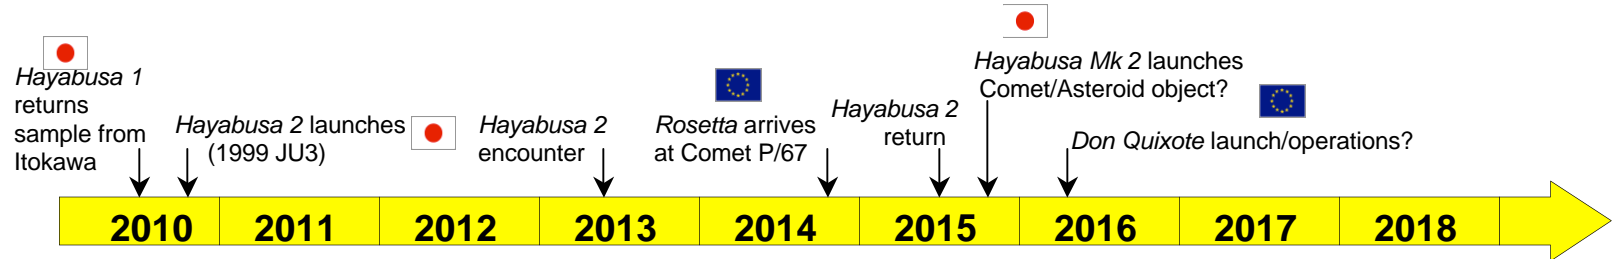 Hayabusa 1
returns
sample from
Itokawa
Hayabusa 2 launches
(1999 JU3)
Hayabusa 2
encounter
Rosetta arrives
at Comet P/67
Hayabusa 2
return
Hayabusa Mk 2 launches
Comet/Asteroid object?
Don Quixote launch/operations?
2010 2011 2012 2013 2014 2015 2016 2017 2018